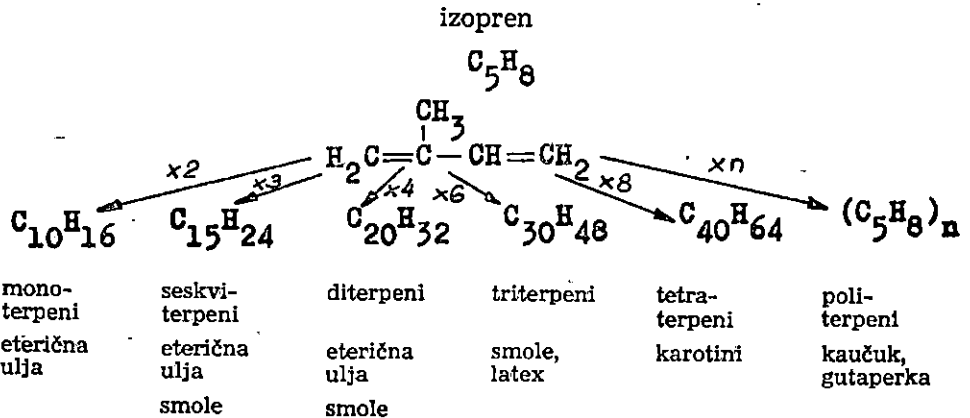 izopren
C5H8
CH3
H2C=C-CH=CH2
x2 x3 x4 x6 x8 xn
C10H16 C15H24 C20H32 C30H48 C40H64 (C5H8)n
mono- seskvi- diterpeni triterpeni tetra- poli-
terpeni terpeni terpeni terpeni
eterična eterična eterična smole, karotini kaučuk,
ulja ulja ulja latex gutaperka
smole smole